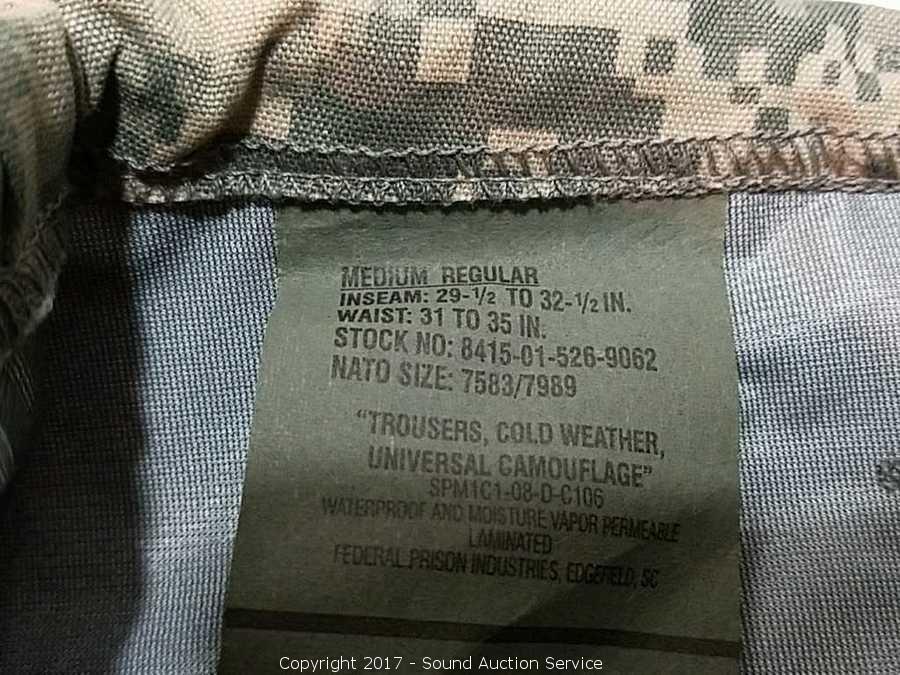 MEDIUM REGULAR
INSEAM: 29-1/2 TO 32-1/2 IN.
WAIST: 31 TO 35 IN.
STOCK NO: 8415-01-526-9062
NATO SIZE: 7583/7989
"TROUSERS, COLD WEATHER,
UNIVERSAL CAMOUFLAGE"
SPM1C1-08-D-C106
WATERPROOF AND MOISTURE VAPOR PERMEABLE
LAMINATED
FEDERAL PRISON INDUSTRIES, EDGEFIELD, SC
Copyright 2017 - Sound Auction Service